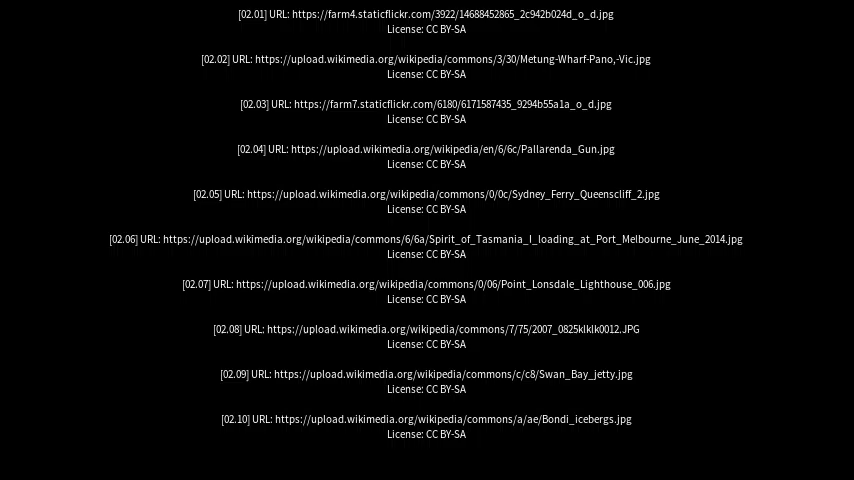 [02.01] URL: https://farm4.staticflickr.com/3922/14688452865_2c942b024d_o_d.jpg
License: CC BY-SA
[02.02] URL: https://upload.wikimedia.org/wikipedia/commons/3/30/Metung-Wharf-Pano,-Vic.jpg
License: CC BY-SA
[02.03] URL: https://farm7.staticflickr.com/6180/6171587435_9294b55a1a_o_d.jpg
License: CC BY-SA
[02.04] URL: https://upload.wikimedia.org/wikipedia/en/6/6c/Pallarenda_Gun.jpg
License: CC BY-SA
[02.05] URL: https://upload.wikimedia.org/wikipedia/commons/0/0c/Sydney_Ferry_Queenscliff_2.jpg
License: CC BY-SA
[02.06] URL: https://upload.wikimedia.org/wikipedia/commons/6/6a/Spirit_of_Tasmania_I_loading_at_Port_Melbourne_June_2014.jpg
License: CC BY-SA
[02.07] URL: https://upload.wikimedia.org/wikipedia/commons/0/06/Point_Lonsdale_Lighthouse_006.jpg
License: CC BY-SA
[02.08] URL: https://upload.wikimedia.org/wikipedia/commons/7/75/2007_0825klklk0012.JPG
License: CC BY-SA
[02.09] URL: https://upload.wikimedia.org/wikipedia/commons/c/c8/Swan_Bay_jetty.jpg
License: CC BY-SA
[02.10] URL: https://upload.wikimedia.org/wikipedia/commons/a/ae/Bondi_icebergs.jpg
License: CC BY-SA